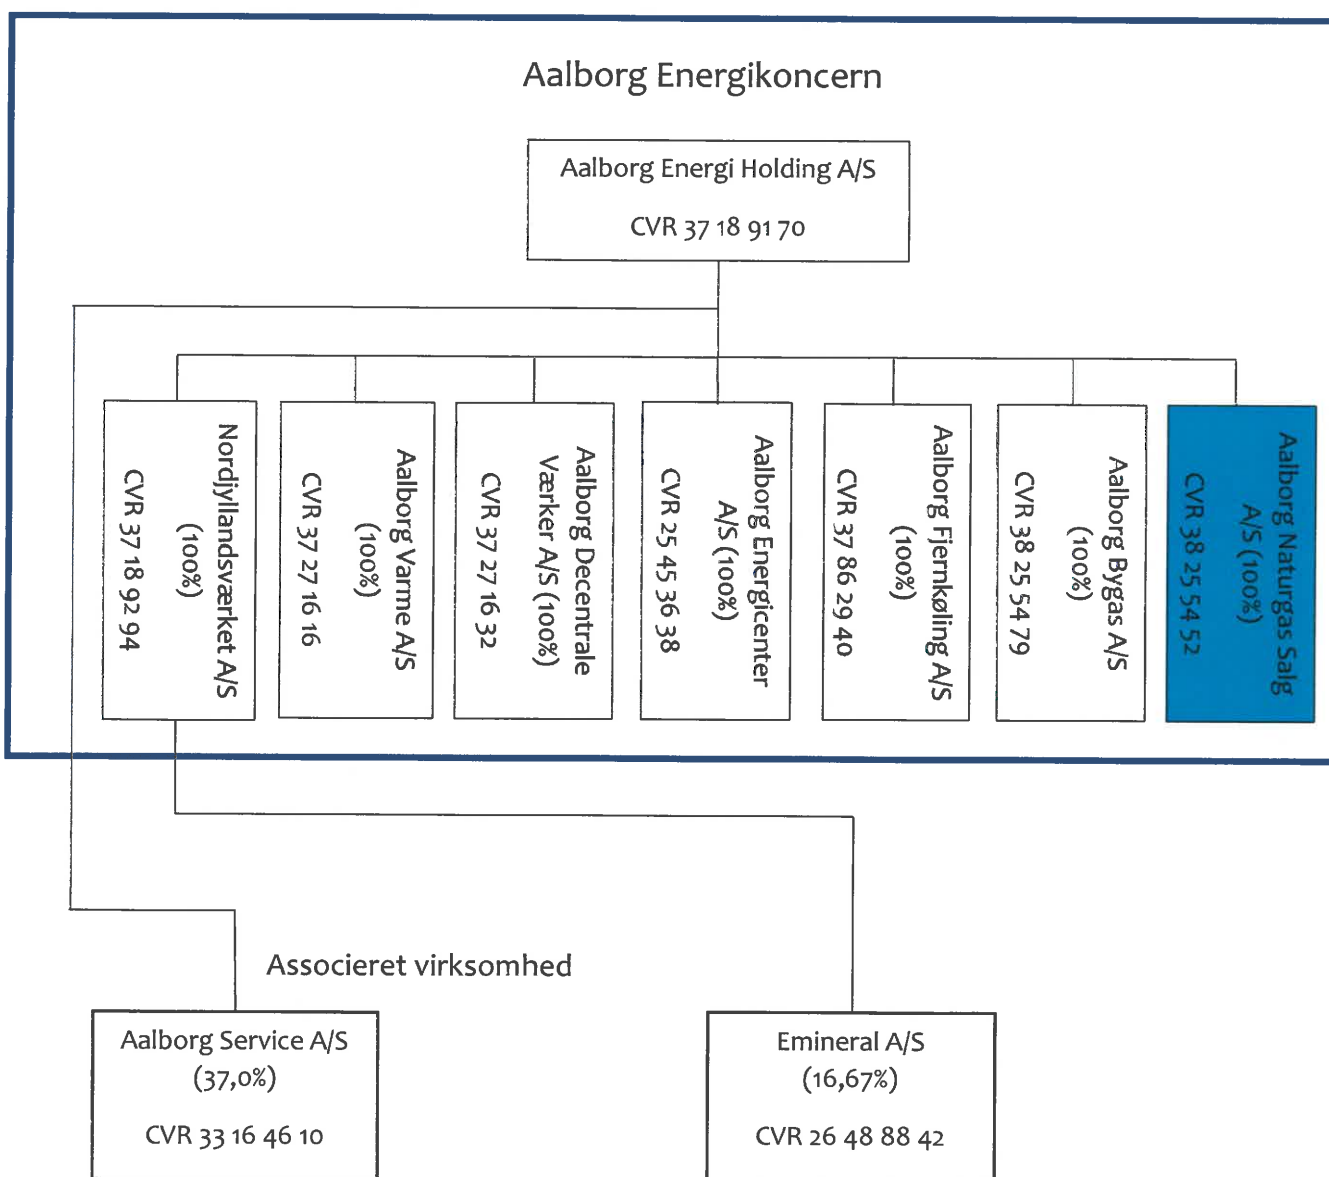 Aalborg Energikoncern
Aalborg Energi Holding A/S
CVR 37 18 91 70
Nordjyllandsværket A/S
(100%)
CVR 37 18 92 94
Aalborg Varme A/S
(100%)
CVR 37 27 16 16
Aalborg Decentrale
Værker A/S (100%)
CVR 37 27 16 32
Aalborg Energicenter
A/S (100%)
CVR 25 45 36 38
Aalborg Fjernkøling A/S
(100%)
CVR 37 86 29 40
Aalborg Bygas A/S
(100%)
CVR 38 25 54 79
Aalborg Naturgas Salg
A/S (100%)
CVR 38 25 54 52
Associeret virksomhed
Aalborg Service A/S
(37,0%)
CVR 33 16 46 10
Emineral A/S
(16,67%)
CVR 26 48 88 42